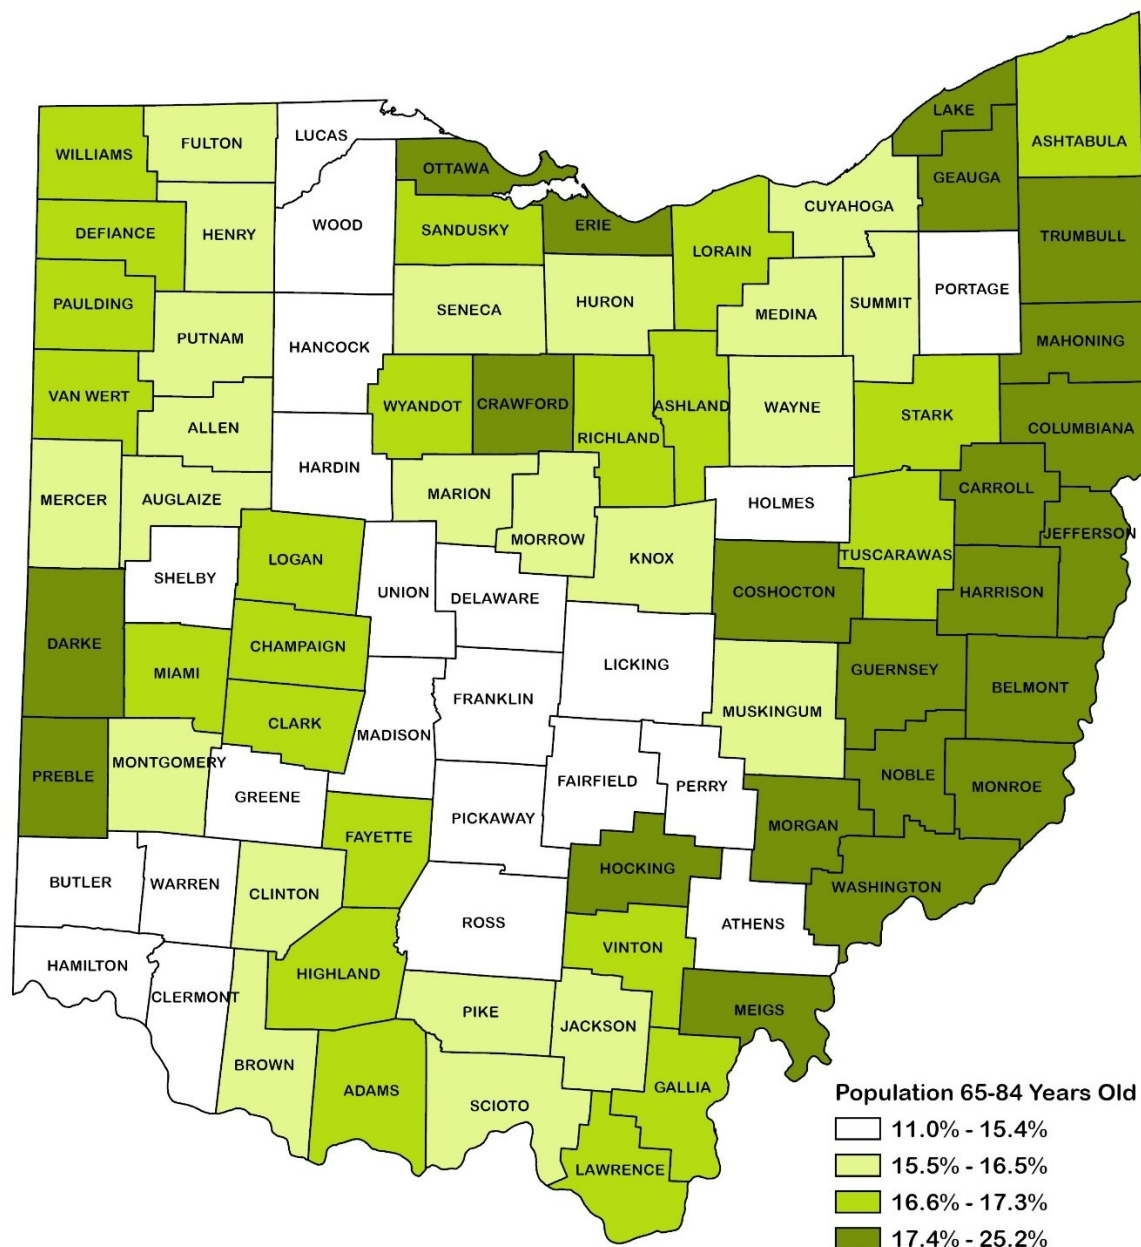 LAKE
ASHTABULA
LUCAS
FULTON
WILLIAMS
OTTAWA
GEAUGA
CUYAHOGA
WOOD
ERIE
SANDUSKY
DEFIANCE
HENRY
TRUMBULL
LORAIN
PORTAGE
PAULDING
HURON
SENECA
MEDINA
SUMMIT
PUTNAM
HANCOCK
MAHONING
VAN WERT
WYANDOT
CRAWFORD
ASHLAND
WAYNE
STARK
ALLEN
RICHLAND
COLUMBIANA
HARDIN
MERCER
AUGLAIZE
MARION
HOLMES
CARROLL
MORROW
JEFFERSON
LOGAN
KNOX
TUSCARAWAS
SHELBY
UNION
DELAWARE
COSHOCTON
HARRISON
DARKE
CHAMPAIGN
MIAMI
LICKING
GUERNSEY
BELMONT
FRANKLIN
CLARK
MUSKINGUM
MADISON
MONTGOMERY
PREBLE
GREENE
FAIRFIELD
PERRY
NOBLE
MONROE
PICKAWAY
MORGAN
FAYETTE
HOCKING
BUTLER
WARREN
CLINTON
WASHINGTON
ROSS
ATHENS
VINTON
HAMILTON
HIGHLAND
CLERMONT
PIKE
JACKSON
MEIGS
BROWN
ADAMS
GALLIA
SCIOTO
LAWRENCE
Population 65-84 Years Old
11.0% - 15.4%
15.5% - 16.5%
16.6% - 17.3%
17.4% - 25.2%